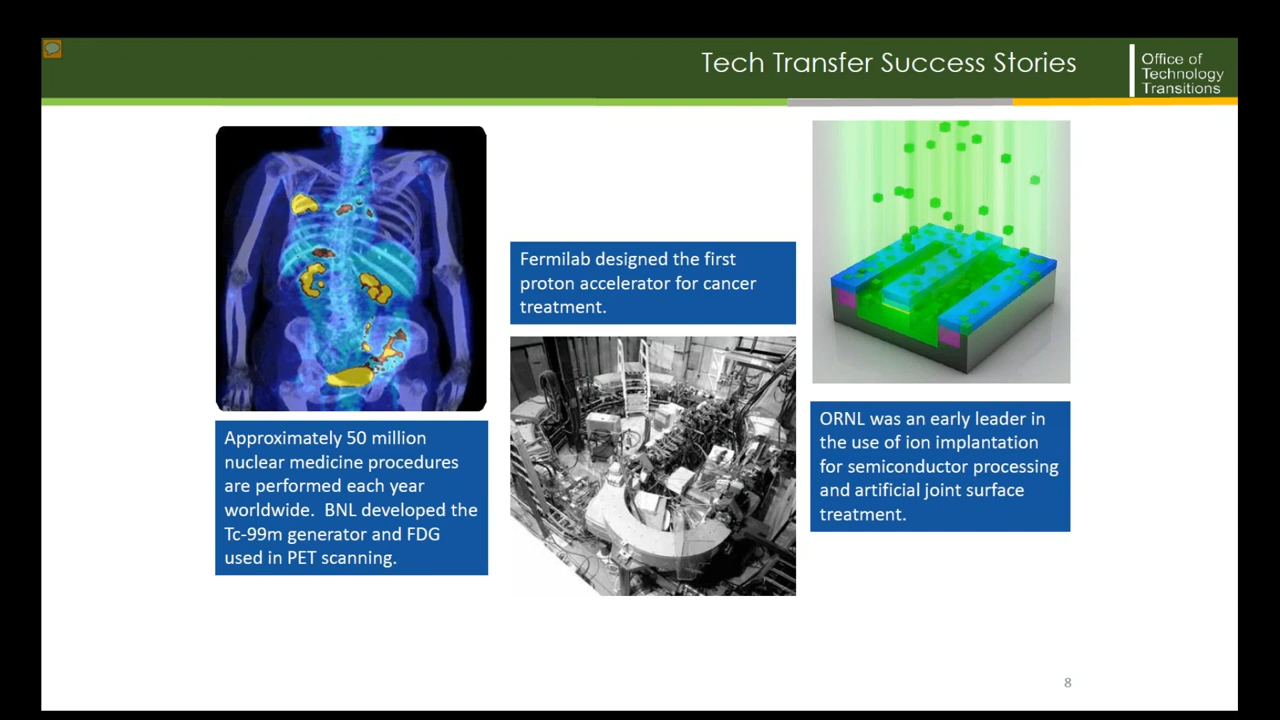 Tech Transfer Success Stories
Office of
Technology
Transitions
Approximately 50 million
nuclear medicine procedures
are performed each year
worldwide.  BNL developed the
Tc-99m generator and FDG
used in PET scanning.
Fermilab designed the first
proton accelerator for cancer
treatment.
ORNL was an early leader in
the use of ion implantation
for semiconductor processing
and artificial joint surface
treatment.
8